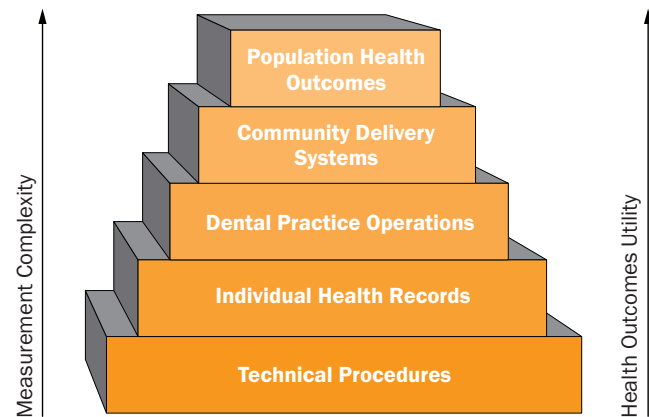 Population Health
Outcomes
Community Delivery
Systems
Dental Practice Operations
Individual Health Records
Technical Procedures
Measurement Complexity
Health Outcomes Utility